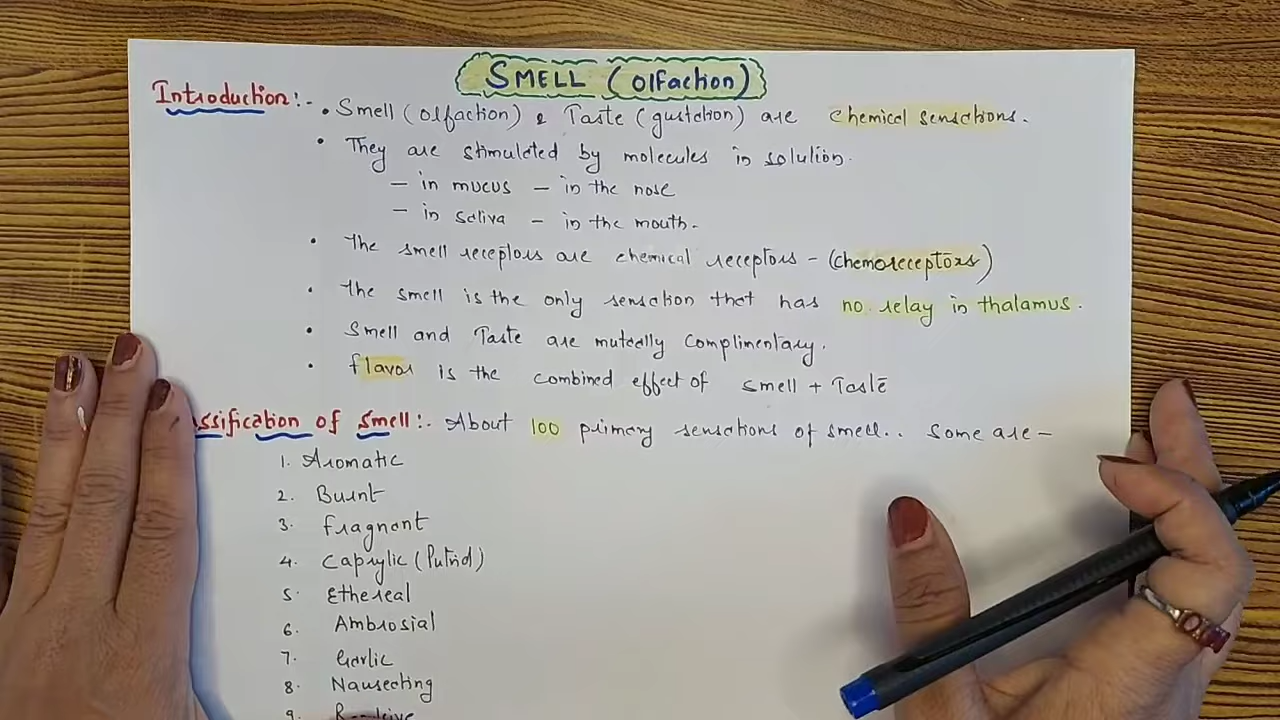 SMELL (olfaction)
Introduction:-
• Smell (olfaction) & Taste (gustation) are chemical sensations.
• They are stimulated by molecules in solution.
– in mucus – in the nose
– in saliva – in the mouth.
• The smell receptors are chemical receptors – (chemoreceptors)
• The smell is the only sensation that has no relay in thalamus.
• Smell and Taste are mutually complimentary.
• flavor is the combined effect of smell + Taste
ssification of Smell:- About 100 primary sensations of smell.. Some are –
1. Aromatic
2. Burnt
3. fragnant
4. Caprylic (Putrid)
5. Ethereal
6. Ambrosial
7. Garlic
8. Nauseating
9.